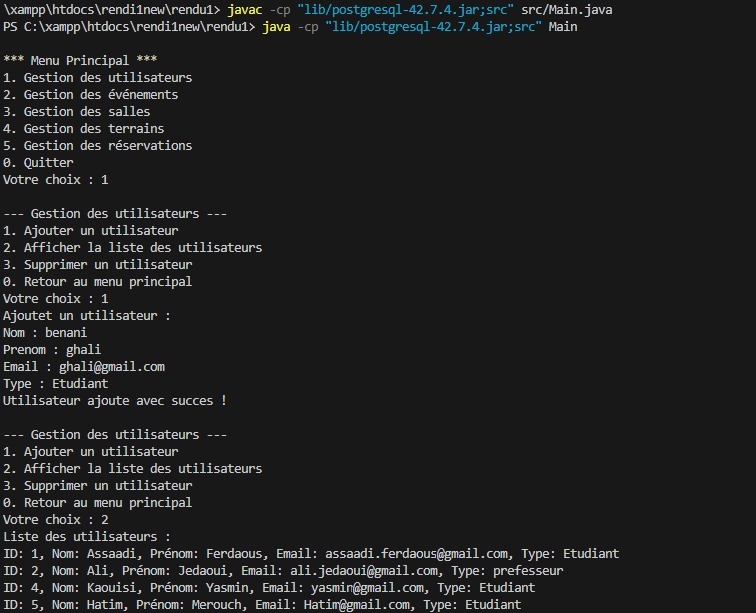 \xampp\htdocs\rendi1new\rendu1> javac -cp "lib/postgresql-42.7.4.jar;src" src/Main.java
PS C:\xampp\htdocs\rendi1new\rendu1> java -cp "lib/postgresql-42.7.4.jar;src" Main
*** Menu Principal ***
1. Gestion des utilisateurs
2. Gestion des événements
3. Gestion des salles
4. Gestion des terrains
5. Gestion des réservations
0. Quitter
Votre choix : 1
--- Gestion des utilisateurs ---
1. Ajouter un utilisateur
2. Afficher la liste des utilisateurs
3. Supprimer un utilisateur
0. Retour au menu principal
Votre choix : 1
Ajoutet un utilisateur :
Nom : benani
Prenom : ghali
Email : ghali@gmail.com
Type : Etudiant
Utilisateur ajoute avec succes !
--- Gestion des utilisateurs ---
1. Ajouter un utilisateur
2. Afficher la liste des utilisateurs
3. Supprimer un utilisateur
0. Retour au menu principal
Votre choix : 2
Liste des utilisateurs :
ID: 1, Nom: Assaadi, Prénom: Ferdaous, Email: assaadi.ferdaous@gmail.com, Type: Etudiant
ID: 2, Nom: Ali, Prénom: Jedaoui, Email: ali.jedaoui@gmail.com, Type: prefesseur
ID: 4, Nom: Kaouisi, Prénom: Yasmin, Email: yasmin@gmail.com, Type: Etudiant
ID: 5, Nom: Hatim, Prénom: Merouch, Email: Hatim@gmail.com, Type: Etudiant